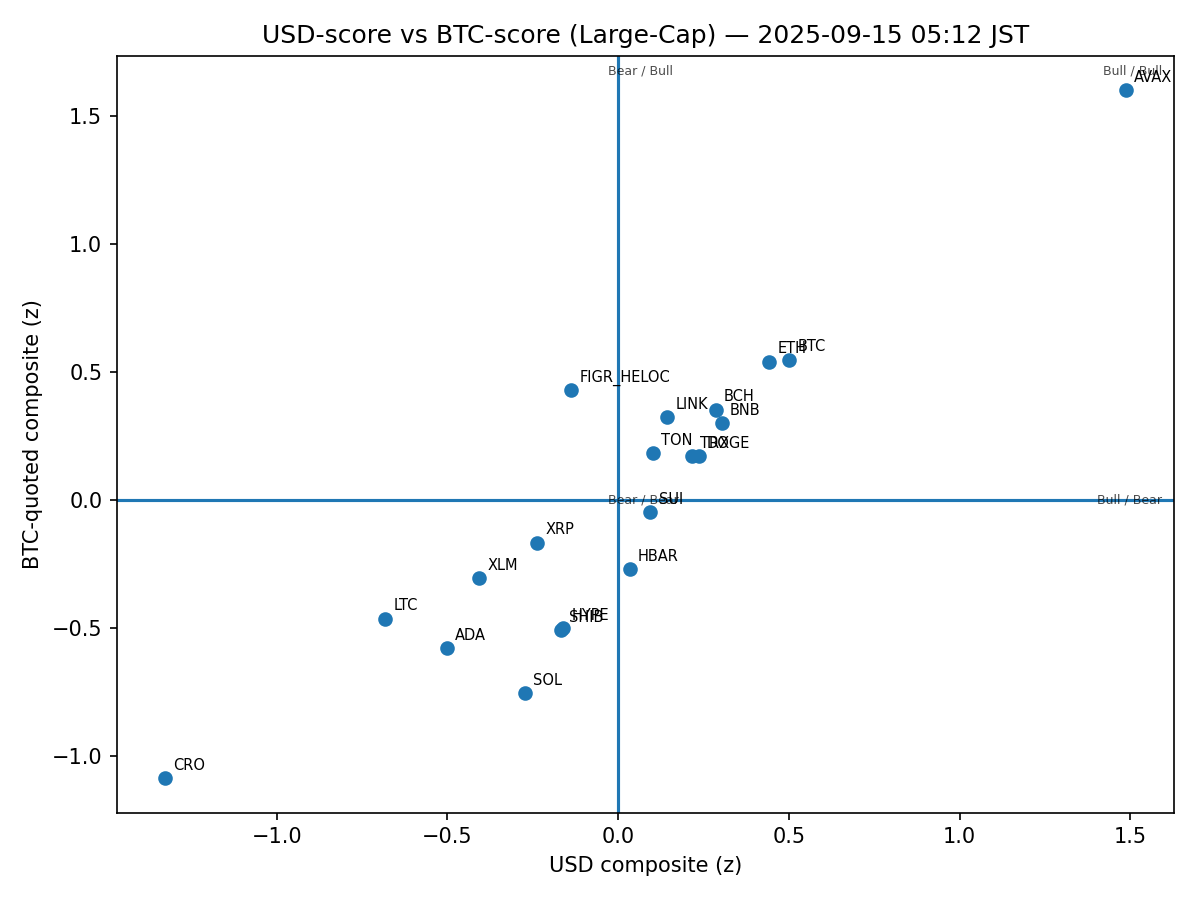 USD-score vs BTC-score (Large-Cap) — 2025-09-15 05:12 JST
Bear / Bull
Bull / Bull
AVAX
1.5
1.0
0.5
0.0
−0.5
−1.0
BTC-quoted composite (z)
ETH
BTC
FIGR_HELOC
BCH
LINK
BNB
TON
TRX
DOGE
Bear / Bear
SUI
Bull / Bear
XRP
HBAR
XLM
LTC
HYPE
SHIB
ADA
SOL
CRO
−1.0
−0.5
0.0
0.5
1.0
1.5
USD composite (z)